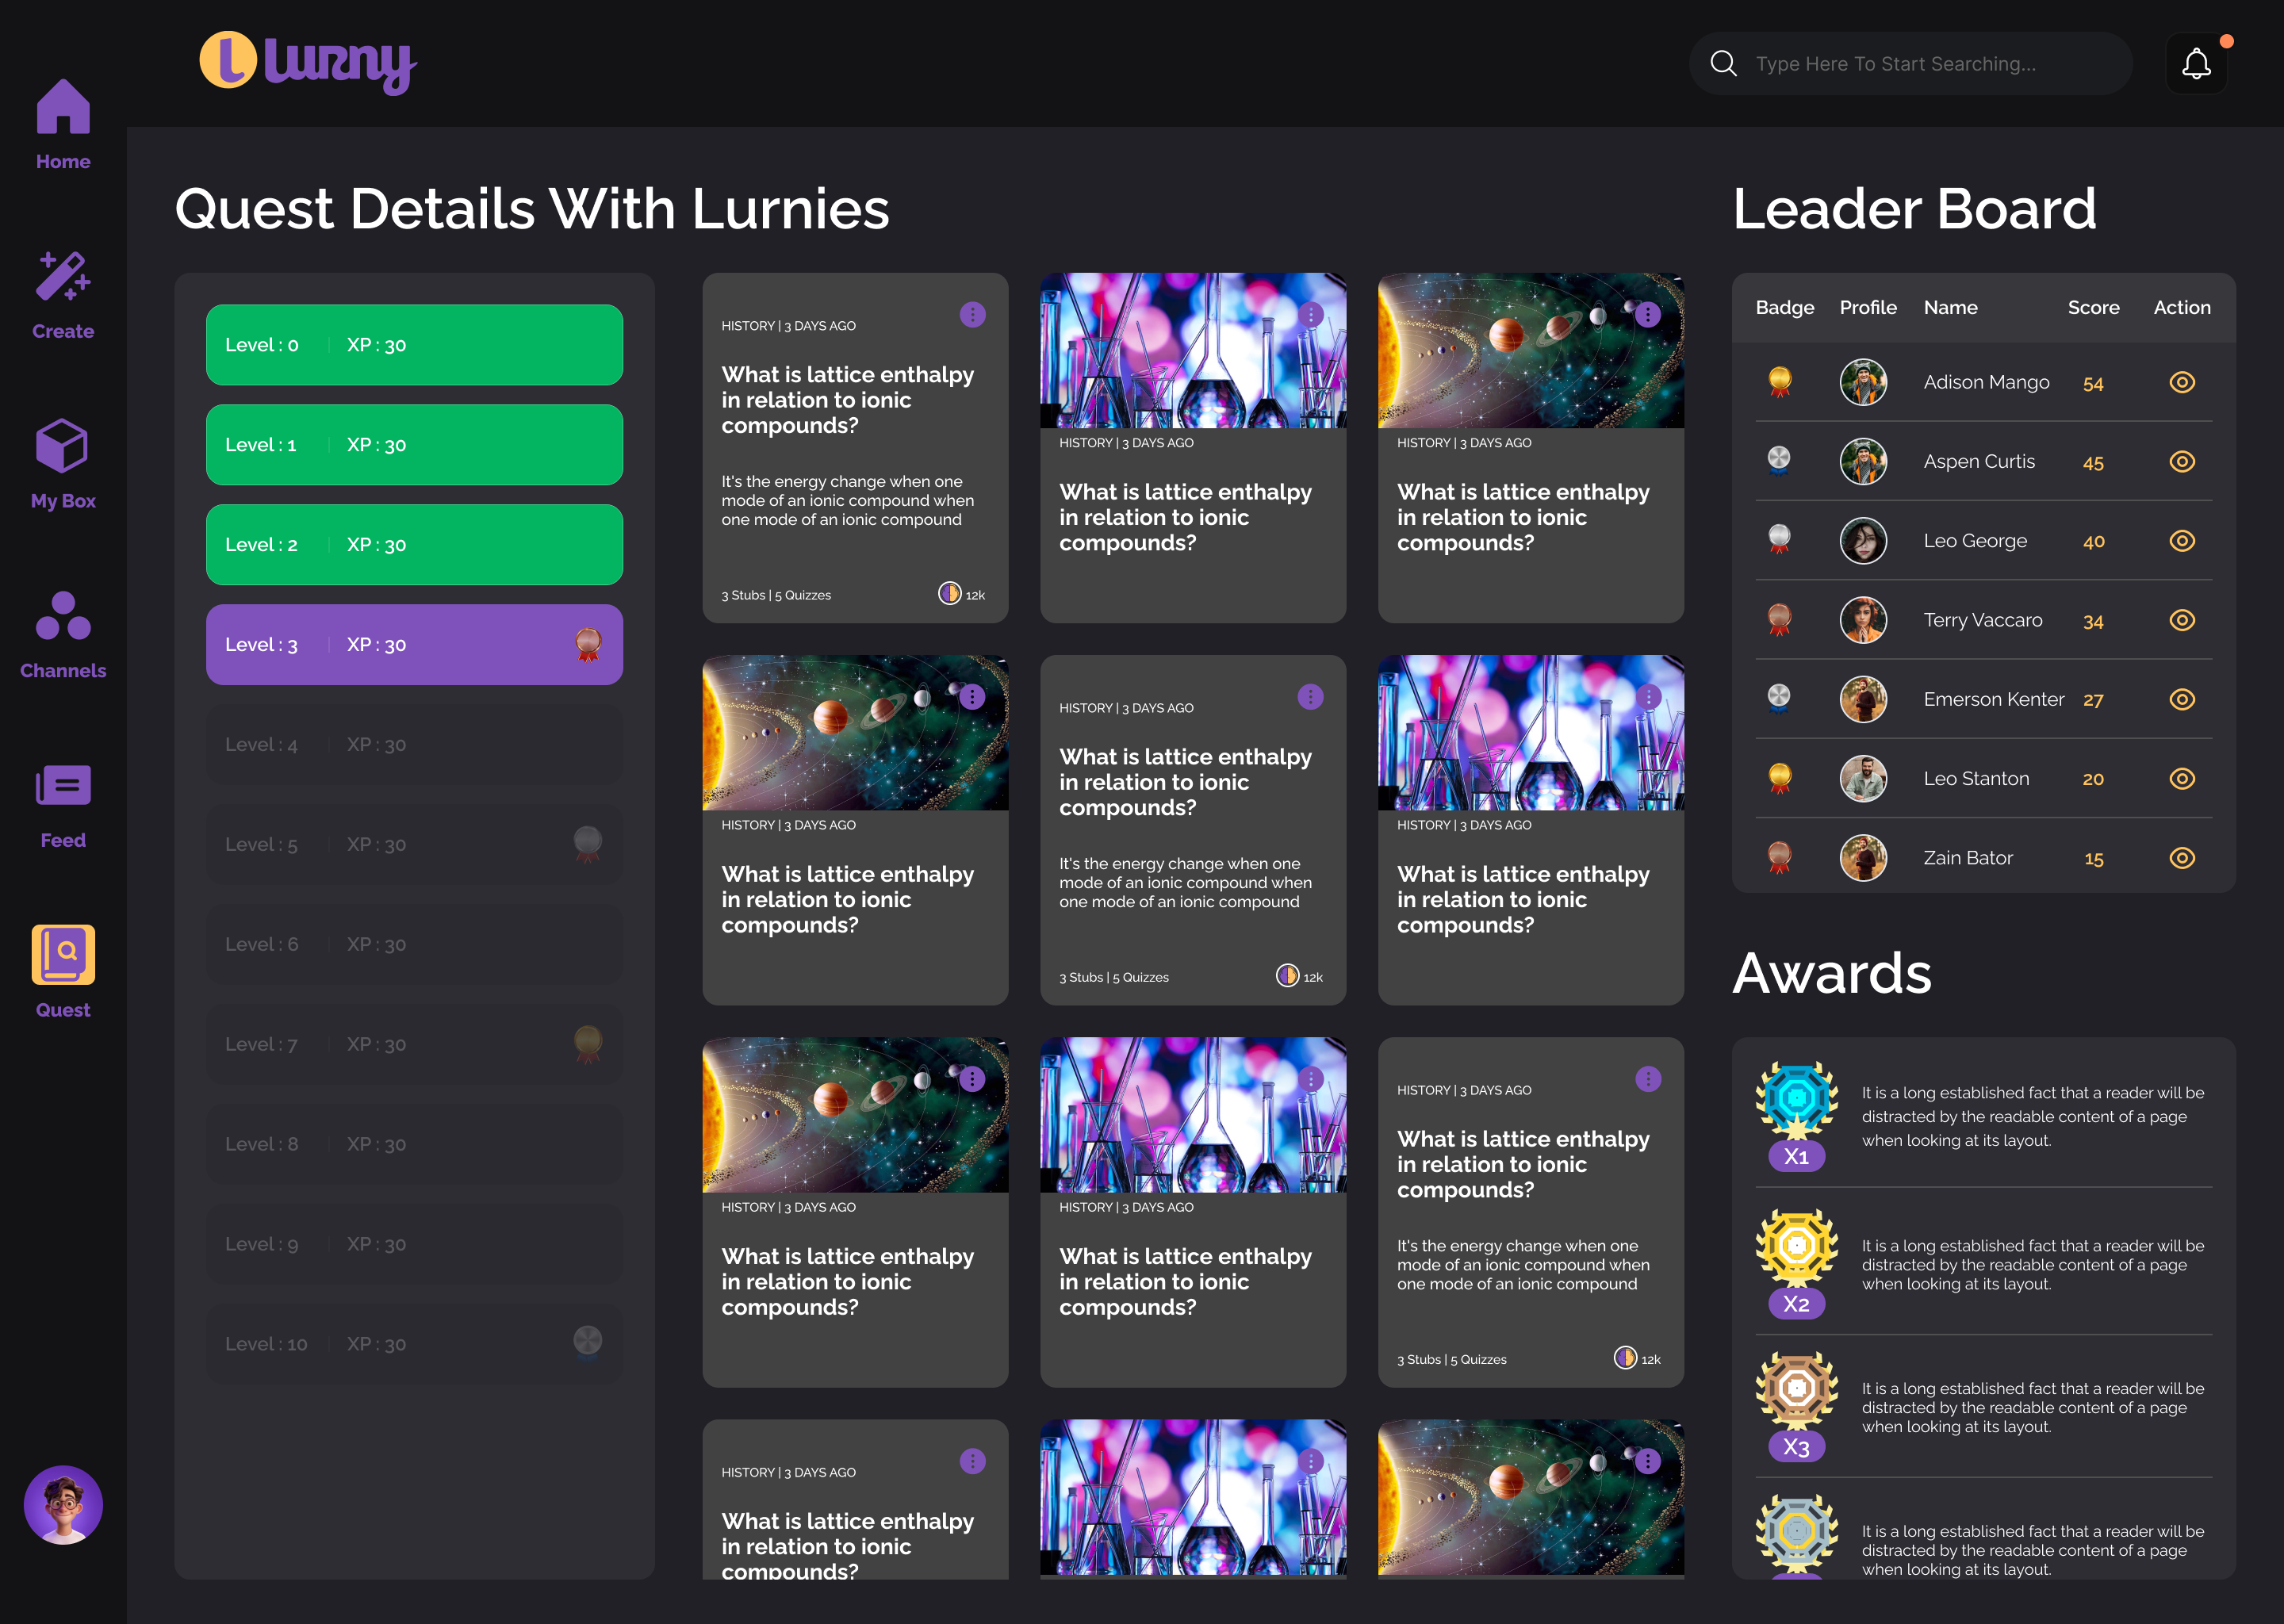 Lurny
Type Here To Start Searching...
Home
Create
My Box
Channels
Feed
Quest
Quest Details With Lurnies
Level : 0 XP : 30
Level : 1 XP : 30
Level : 2 XP : 30
Level : 3 XP : 30
Level : 4 XP : 30
Level : 5 XP : 30
Level : 6 XP : 30
Level : 7 XP : 30
Level : 8 XP : 30
Level : 9 XP : 30
Level : 10 XP : 30
HISTORY | 3 DAYS AGO
What is lattice enthalpy
in relation to ionic
compounds?
It's the energy change when one
mode of an ionic compound when
one mode of an ionic compound
3 Stubs | 5 Quizzes 12k
HISTORY | 3 DAYS AGO
What is lattice enthalpy
in relation to ionic
compounds?
HISTORY | 3 DAYS AGO
What is lattice enthalpy
in relation to ionic
compounds?
HISTORY | 3 DAYS AGO
What is lattice enthalpy
in relation to ionic
compounds?
HISTORY | 3 DAYS AGO
What is lattice enthalpy
in relation to ionic
compounds?
It's the energy change when one
mode of an ionic compound when
one mode of an ionic compound
3 Stubs | 5 Quizzes 12k
HISTORY | 3 DAYS AGO
What is lattice enthalpy
in relation to ionic
compounds?
HISTORY | 3 DAYS AGO
What is lattice enthalpy
in relation to ionic
compounds?
HISTORY | 3 DAYS AGO
What is lattice enthalpy
in relation to ionic
compounds?
HISTORY | 3 DAYS AGO
What is lattice enthalpy
in relation to ionic
compounds?
It's the energy change when one
mode of an ionic compound when
one mode of an ionic compound
3 Stubs | 5 Quizzes 12k
HISTORY | 3 DAYS AGO
What is lattice enthalpy
in relation to ionic
compounds?
Leader Board
Badge Profile Name Score Action
Adison Mango 54
Aspen Curtis 45
Leo George 40
Terry Vaccaro 34
Emerson Kenter 27
Leo Stanton 20
Zain Bator 15
Awards
X1
It is a long established fact that a reader will be
distracted by the readable content of a page
when looking at its layout.
X2
It is a long established fact that a reader will be
distracted by the readable content of a page
when looking at its layout.
X3
It is a long established fact that a reader will be
distracted by the readable content of a page
when looking at its layout.
It is a long established fact that a reader will be
distracted by the readable content of a page
when looking at its layout.